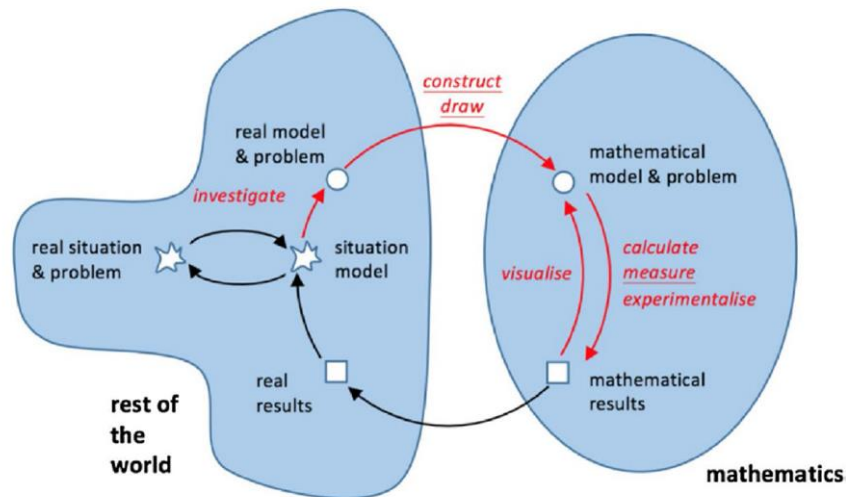 construct
draw
real model
& problem
mathematical
model & problem
investigate
real situation
& problem
situation
model
visualise
calculate
measure
experimentalise
real
results
mathematical
results
rest of
the
world
mathematics